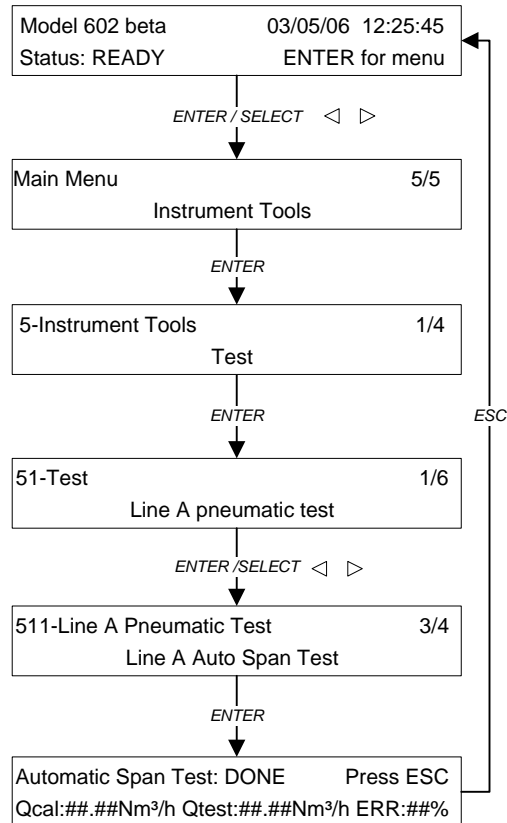 Model 602 beta 03/05/06 12:25:45
Status: READY ENTER for menu
ENTER / SELECT ◁ ▷
Main Menu 5/5
Instrument Tools
ENTER
5-Instrument Tools 1/4
Test
ENTER
ESC
51-Test 1/6
Line A pneumatic test
ENTER /SELECT ◁ ▷
511-Line A Pneumatic Test 3/4
Line A Auto Span Test
ENTER
Automatic Span Test: DONE Press ESC
Qcal:##.##Nm³/h Qtest:##.##Nm³/h ERR:##%